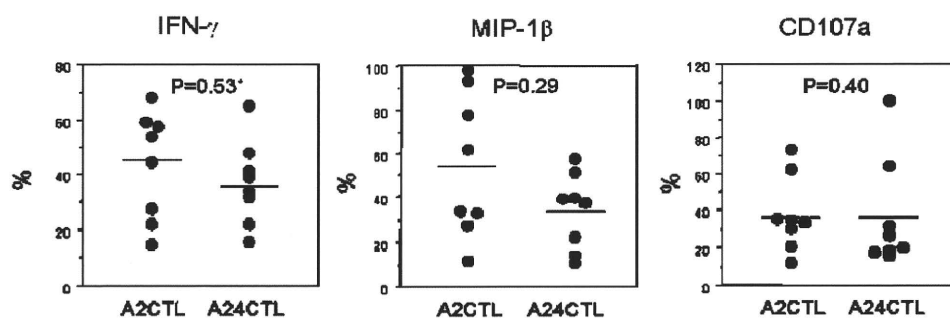 IFN-γ MIP-1β CD107a
80 100 120
P=0.53* P=0.29 P=0.40
100
80
60 80
60
% 40 % % 60
40
40
20 20
20
0 0 0
A2CTL A24CTL A2CTL A24CTL A2CTL A24CTL